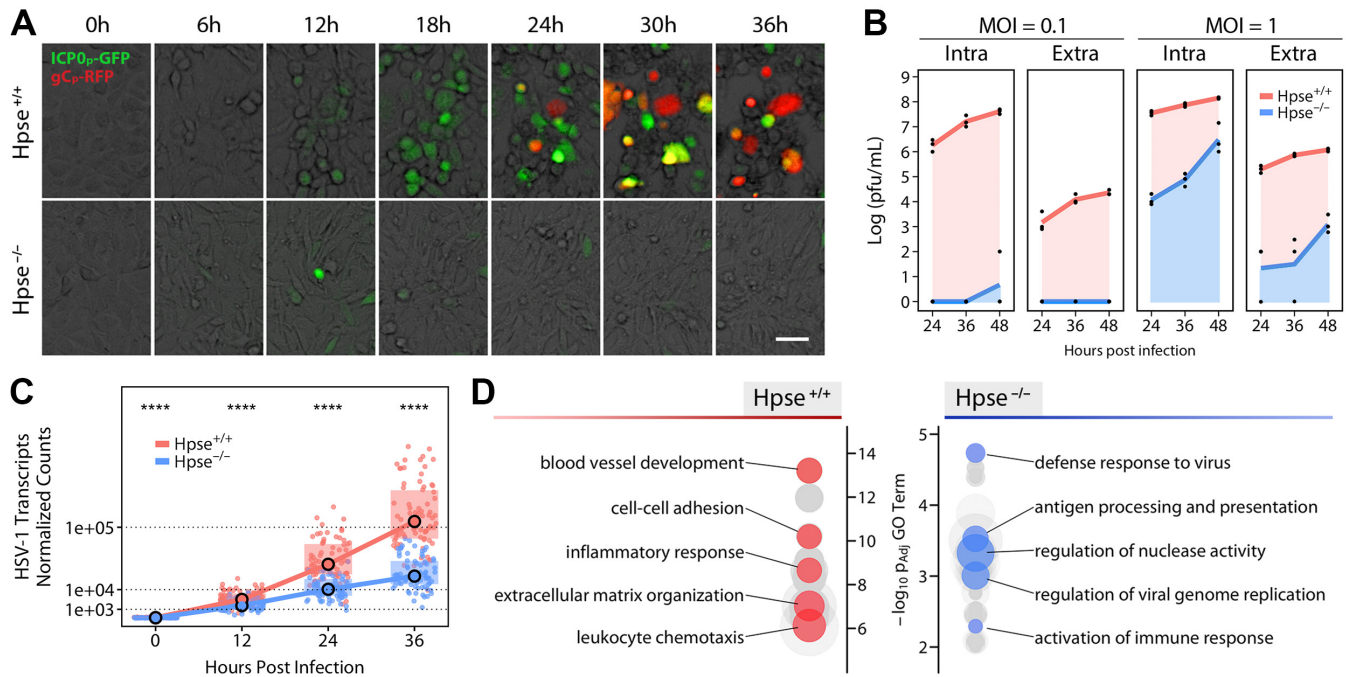 A
0h 6h 12h 18h 24h 30h 36h
ICP0p-GFP
gCp-RFP
Hpse+/+
Hpse−/−
B
MOI = 0.1 MOI = 1
Intra Extra Intra Extra
Log (pfu/mL)
9
8
7
6
5
4
3
2
1
0
Hpse+/+
Hpse−/−
24 36 48 24 36 48 24 36 48 24 36 48
Hours post infection
C
HSV-1 Transcripts
Normalized Counts
**** **** **** ****
Hpse+/+
Hpse−/−
1e+05
1e+04
1e+03
0 12 24 36
Hours Post Infection
D
Hpse+/+
blood vessel development
cell-cell adhesion
inflammatory response
extracellular matrix organization
leukocyte chemotaxis
14
12
10
8
6
−log10 pAdj GO Term
Hpse−/−
5
4
3
2
defense response to virus
antigen processing and presentation
regulation of nuclease activity
regulation of viral genome replication
activation of immune response